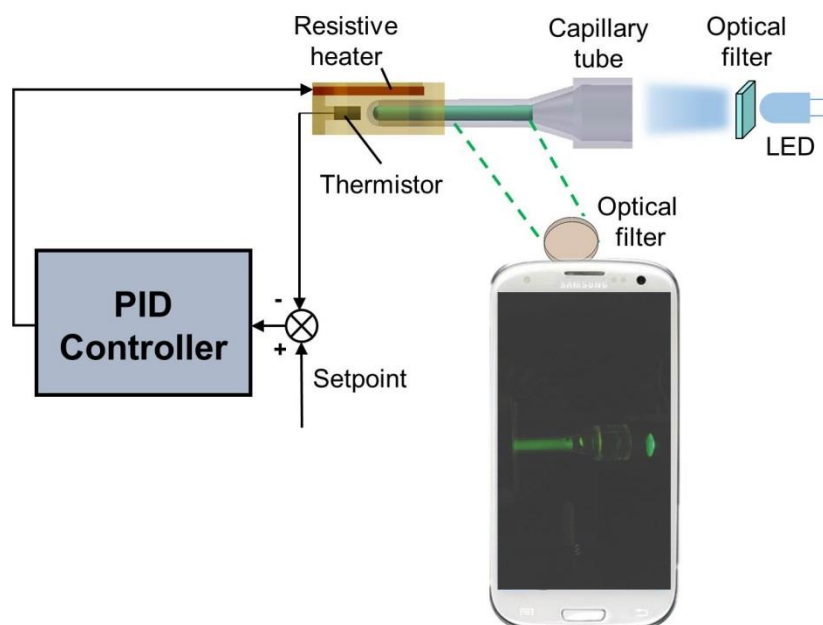 Resistive
heater
Capillary
tube
Optical
filter
LED
Thermistor
Optical
filter
SAMSUNG
PID
Controller
-
+
Setpoint